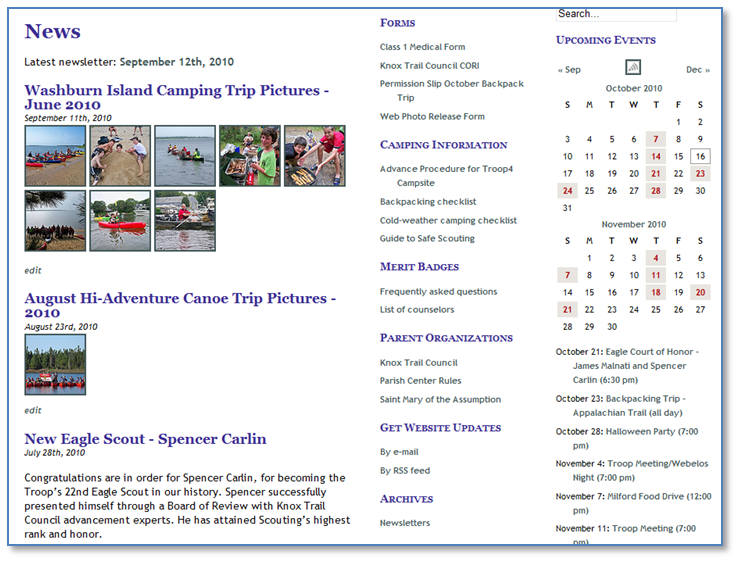 News
Latest newsletter: September 12th, 2010
Washburn Island Camping Trip Pictures -
June 2010
September 11th, 2010
edit
August Hi-Adventure Canoe Trip Pictures -
2010
August 23rd, 2010
edit
New Eagle Scout - Spencer Carlin
July 28th, 2010
Congratulations are in order for Spencer Carlin, for becoming the
Troop's 22nd Eagle Scout in our history. Spencer successfully
presented himself through a Board of Review with Knox Trail
Council advancement experts. He has attained Scouting's highest
rank and honor.
Forms
Class 1 Medical Form
Knox Trail Council CORI
Permission Slip October Backpack
Trip
Web Photo Release Form
Camping Information
Advance Procedure for Troop4
Campsite
Backpacking checklist
Cold-weather camping checklist
Guide to Safe Scouting
Merit Badges
Frequently asked questions
List of counselors
Parent Organizations
Knox Trail Council
Parish Center Rules
Saint Mary of the Assumption
Get Website Updates
By e-mail
By RSS feed
Archives
Newsletters
Search...
Upcoming Events
« Sep Dec »
October 2010
S M T W T F S
1 2
3 4 5 6 7 8 9
10 11 12 13 14 15 16
17 18 19 20 21 22 23
24 25 26 27 28 29 30
31
November 2010
S M T W T F S
1 2 3 4 5 6
7 8 9 10 11 12 13
14 15 16 17 18 19 20
21 22 23 24 25 26 27
28 29 30
October 21: Eagle Court of Honor -
James Malnati and Spencer
Carlin (6:30 pm)
October 23: Backpacking Trip -
Appalachian Trail (all day)
October 28: Halloween Party (7:00
pm)
November 4: Troop Meeting/Webelos
Night (7:00 pm)
November 7: Milford Food Drive (12:00
pm)
November 11: Troop Meeting (7:00
pm)